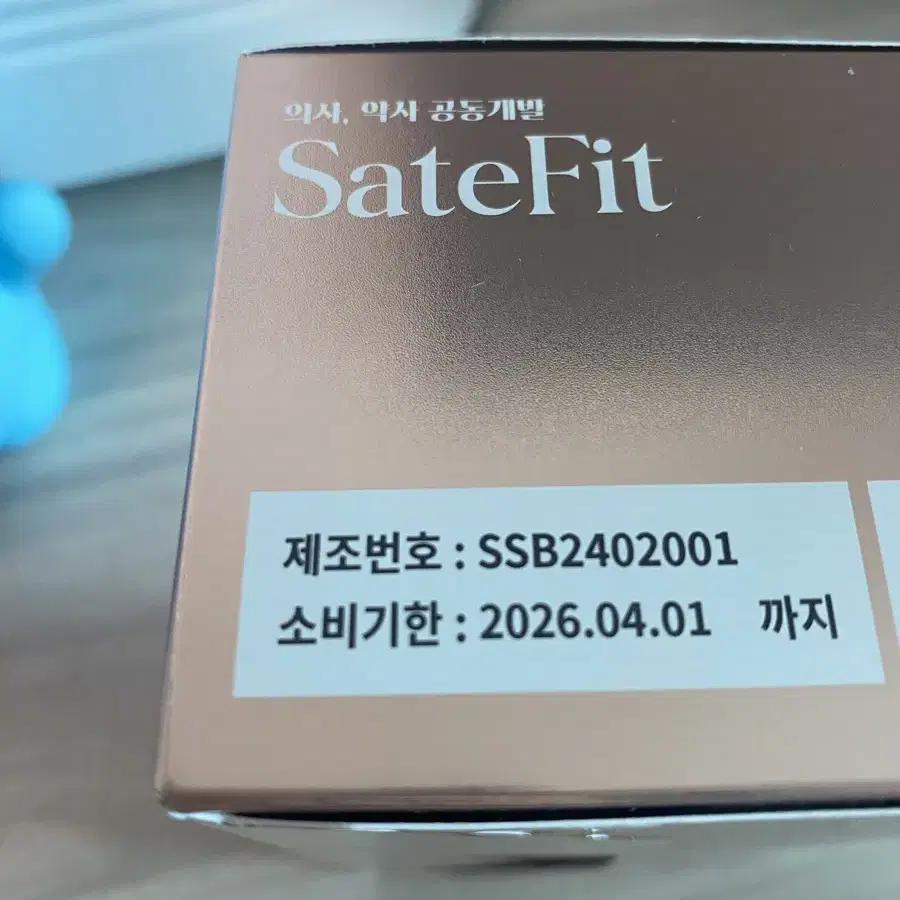 의사, 약사 공동개발
SateFit
제조번호 : SSB2402001
소비기한 : 2026.04.01 까지